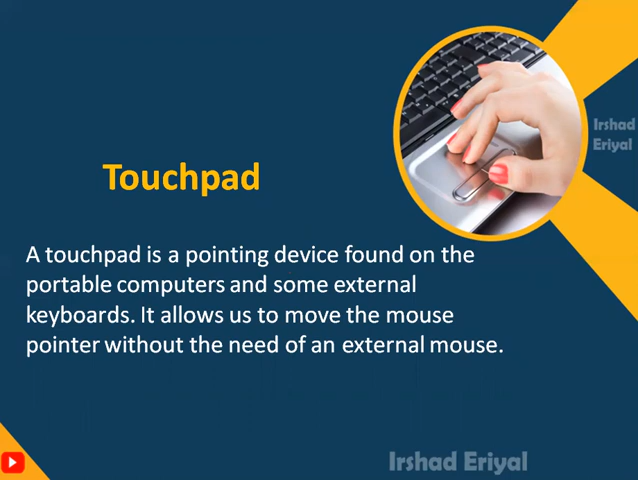 Irshad
Eriyal
Touchpad
A touchpad is a pointing device found on the
portable computers and some external
keyboards. It allows us to move the mouse
pointer without the need of an external mouse.
Irshad Eriyal